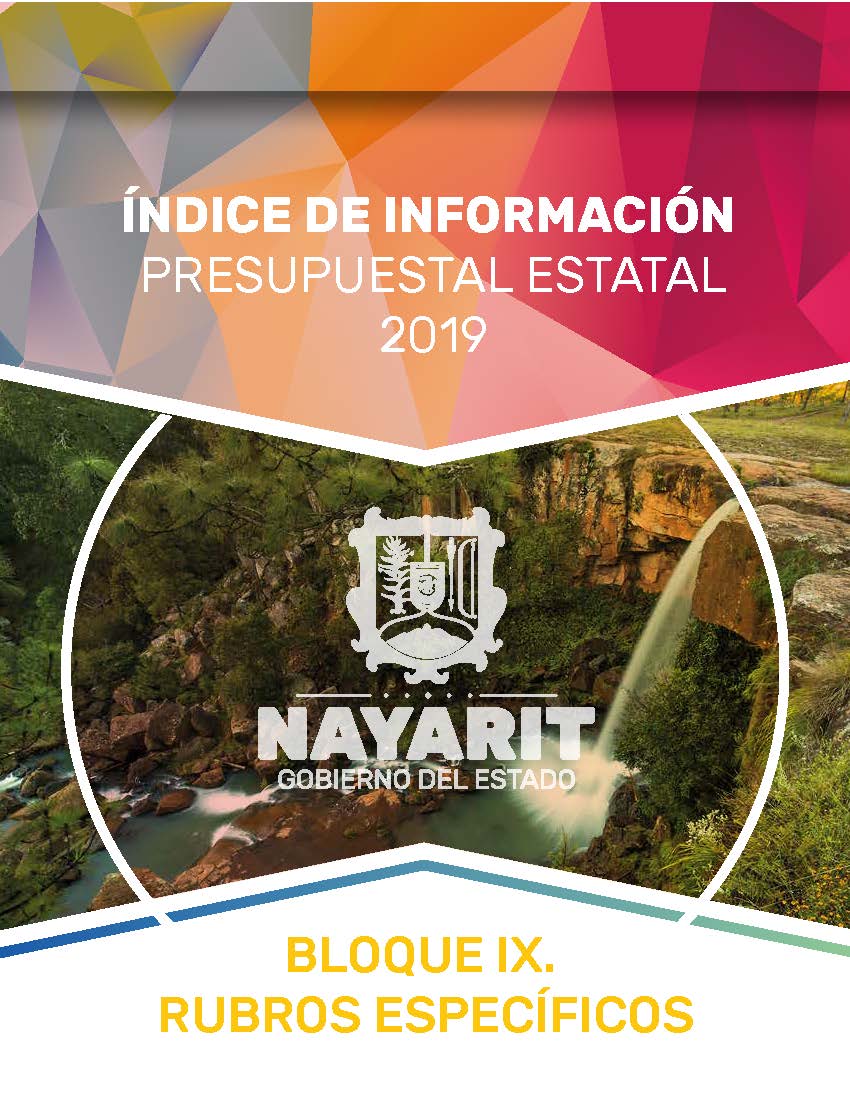 ÍNDICE DE INFORMACIÓN
PRESUPUESTAL ESTATAL
2019
NAYARIT
GOBIERNO DEL ESTADO
BLOQUE IX.
RUBROS ESPECÍFICOS